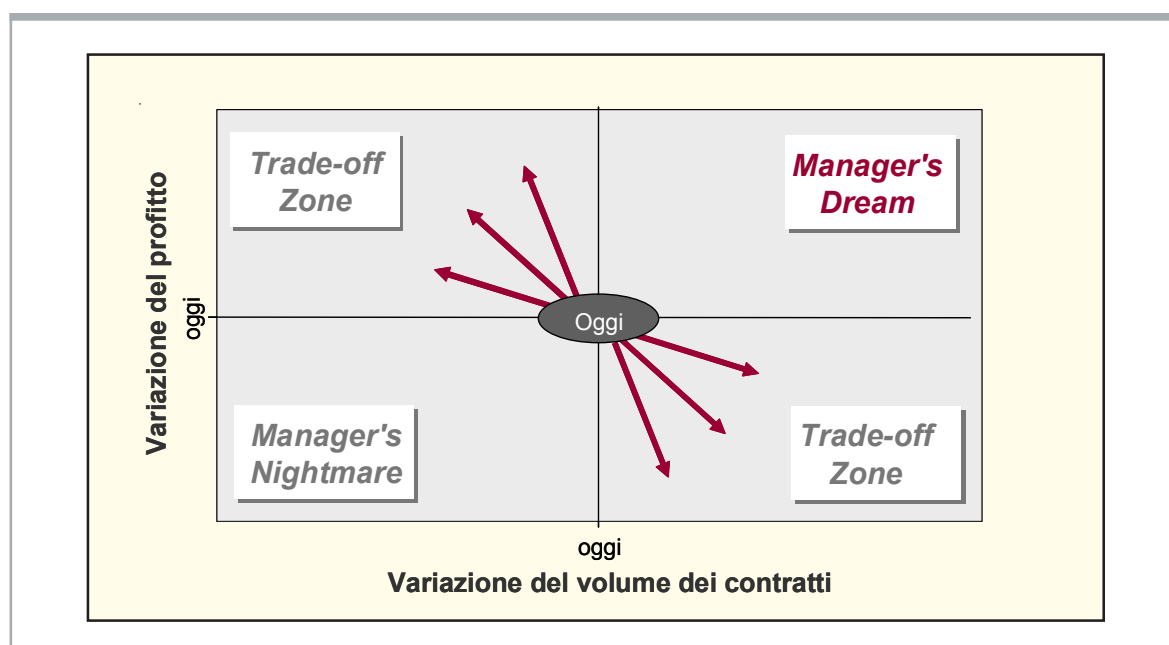 Trade-off
Zone
Manager's
Dream
Variazione del profitto
oggi
Oggi
Manager's
Nightmare
Trade-off
Zone
oggi
Variazione del volume dei contratti